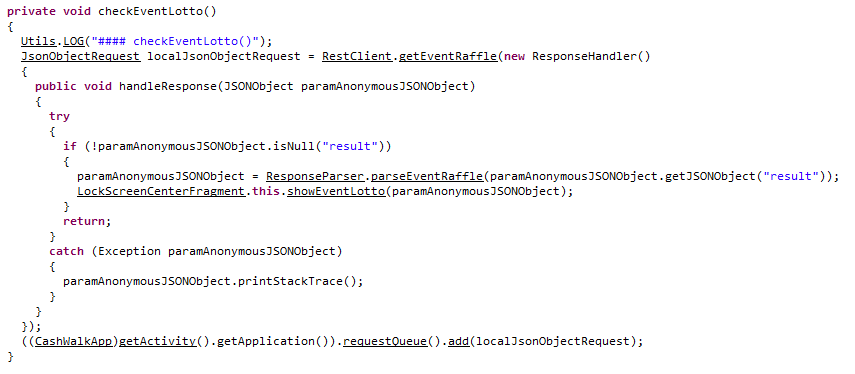 private void checkEventLotto()
{
  Utils.LOG("#### checkEventLotto()");
  JsonObjectRequest localJsonObjectRequest = RestClient.getEventRaffle(new ResponseHandler()
  {
    public void handleResponse(JSONObject paramAnonymousJSONObject)
    {
      try
      {
        if (!paramAnonymousJSONObject.isNull("result"))
        {
          paramAnonymousJSONObject = ResponseParser.parseEventRaffle(paramAnonymousJSONObject.getJSONObject("result"));
          LockScreenCenterFragment.this.showEventLotto(paramAnonymousJSONObject);
        }
        return;
      }
      catch (Exception paramAnonymousJSONObject)
      {
        paramAnonymousJSONObject.printStackTrace();
      }
    }
  });
  ((CashWalkApp)getActivity().getApplication()).requestQueue().add(localJsonObjectRequest);
}